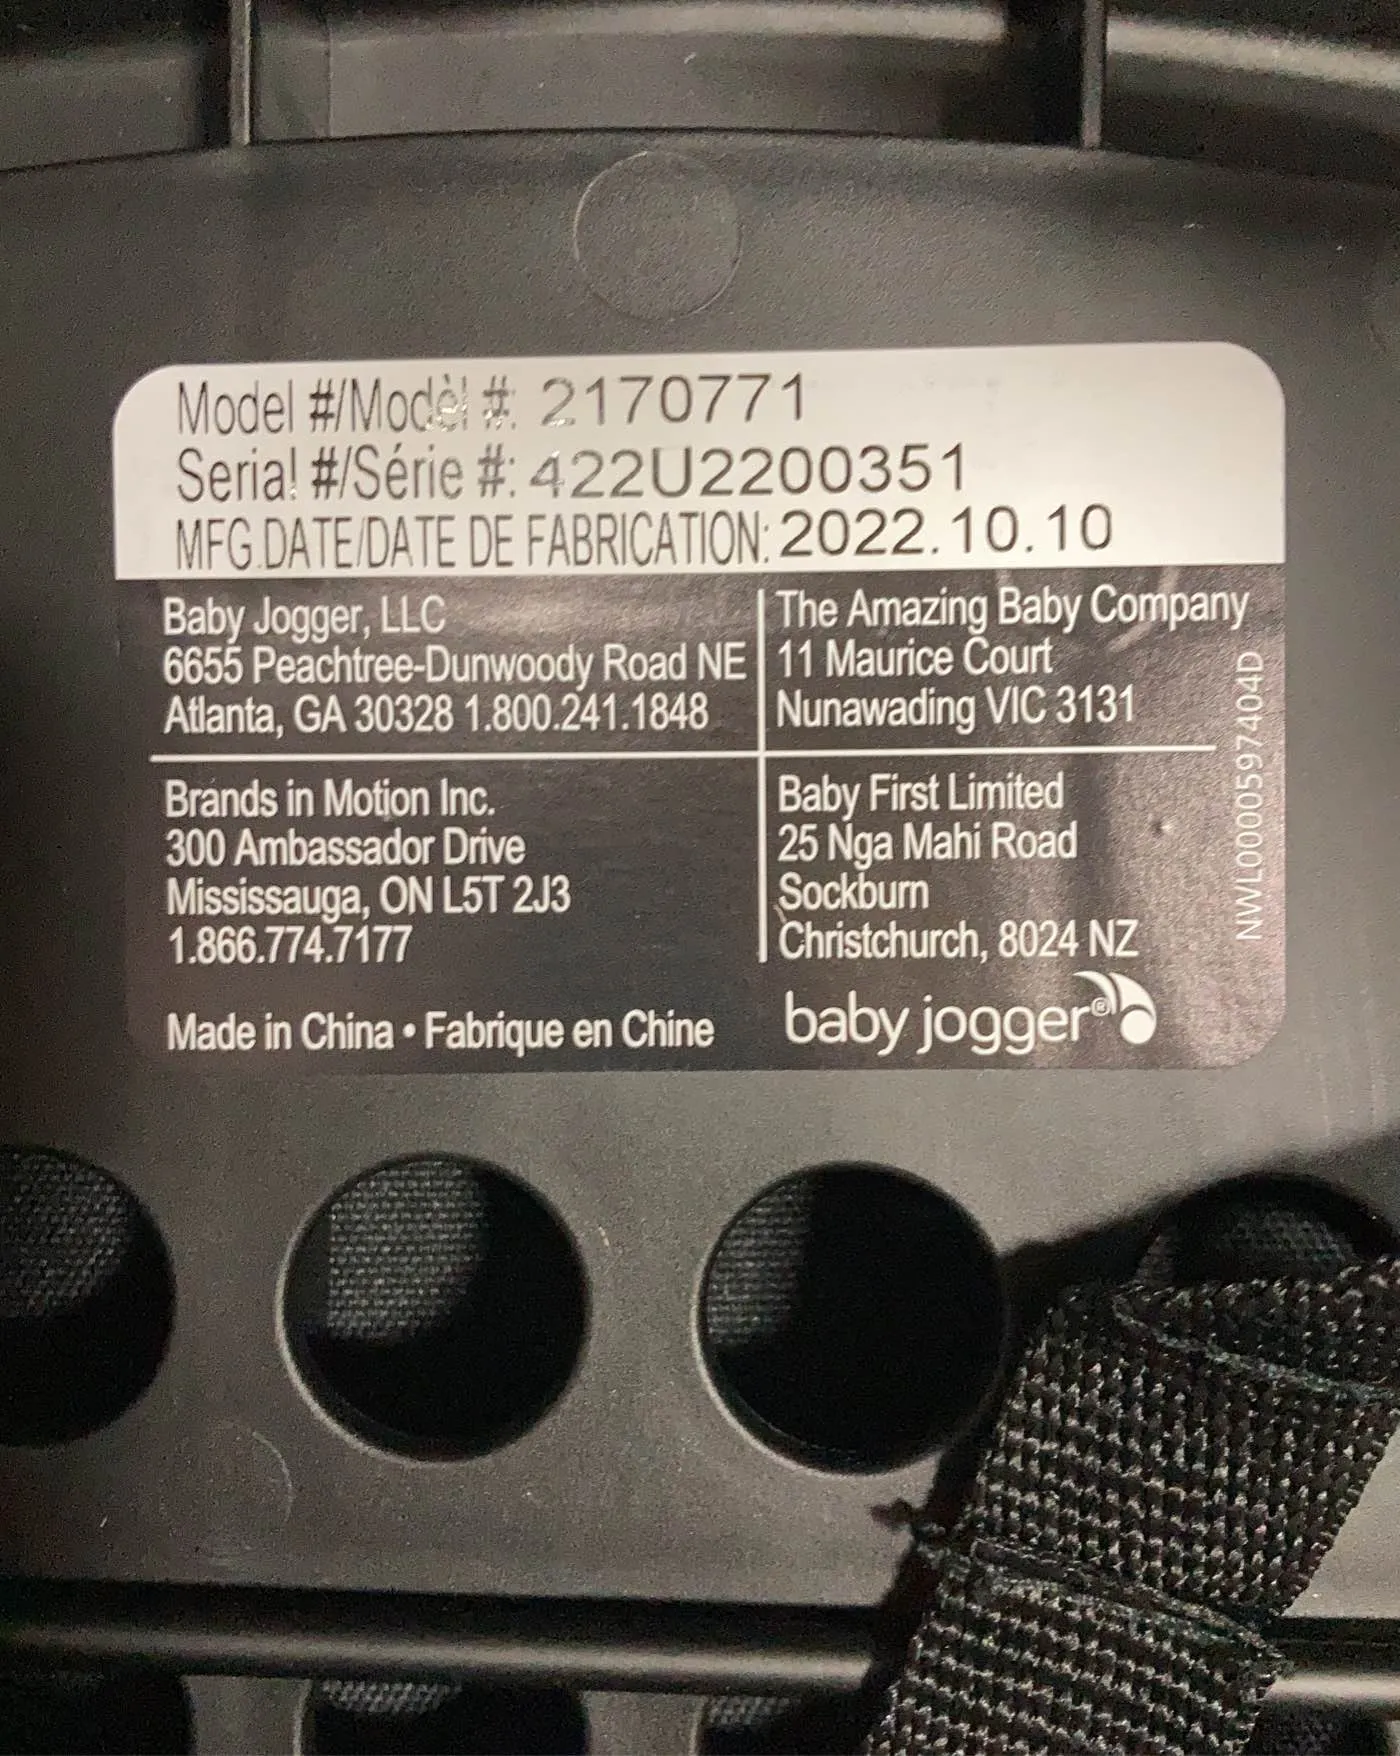 Model #/Modèl #: 2170771
Serial #/Série #: 422U2200351
MFG.DATE/DATE DE FABRICATION: 2022.10.10
Baby Jogger, LLC
6655 Peachtree-Dunwoody Road NE
Atlanta, GA 30328 1.800.241.1848
The Amazing Baby Company
11 Maurice Court
Nunawading VIC 3131
Brands in Motion Inc.
300 Ambassador Drive
Mississauga, ON L5T 2J3
1.866.774.7177
Baby First Limited
25 Nga Mahi Road
Sockburn
Christchurch, 8024 NZ
Made in China • Fabrique en Chine
baby jogger®
NWL0000597404D